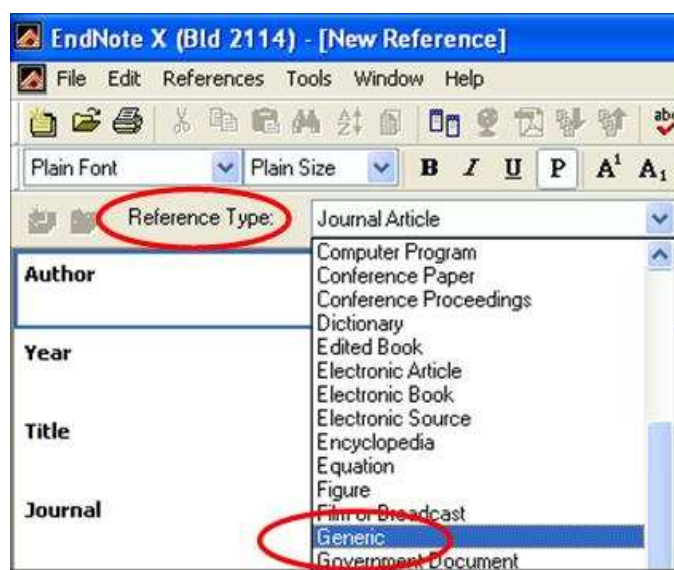 EndNote X (Bld 2114) - [New Reference]
File Edit References Tools Window Help
abc
Plain Font Plain Size B I U P A¹ A₁
Reference Type: Journal Article
Computer Program
Author Conference Paper
Conference Proceedings
Dictionary
Year Edited Book
Electronic Article
Electronic Book
Title Electronic Source
Encyclopedia
Equation
Figure
Journal Film or Broadcast
Generic
Government Document